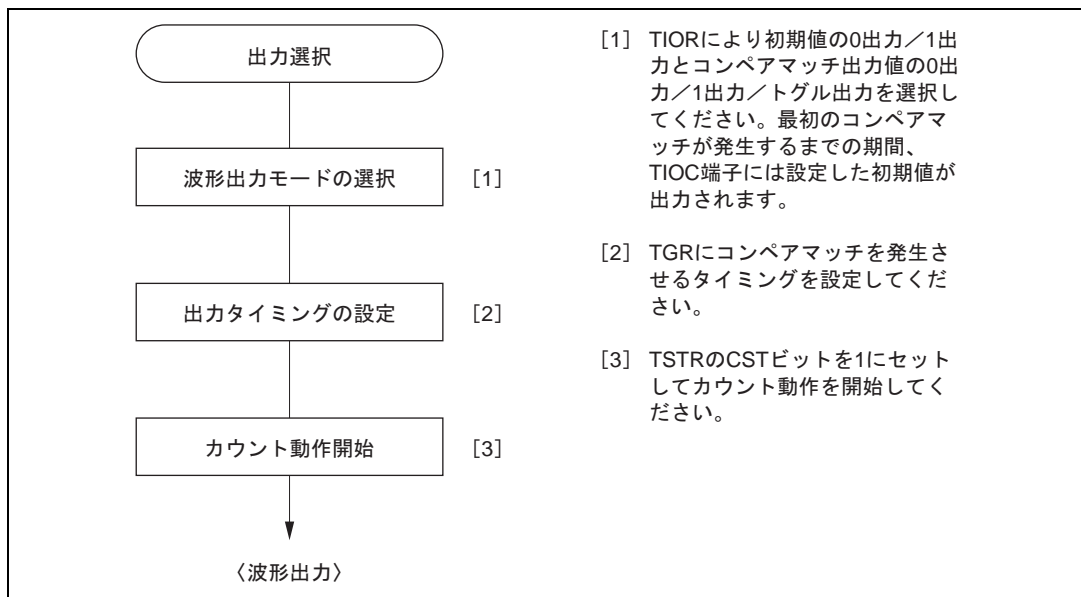 出力選択
波形出力モードの選択 [1]
出力タイミングの設定 [2]
カウント動作開始 [3]
〈波形出力〉
[1] TIORにより初期値の0出力／1出
力とコンペアマッチ出力値の0出
力／1出力／トグル出力を選択し
てください。最初のコンペアマ
ッチが発生するまでの期間、
TIOC端子には設定した初期値が
出力されます。
[2] TGRにコンペアマッチを発生さ
せるタイミングを設定してくだ
さい。
[3] TSTRのCSTビットを1にセット
してカウント動作を開始してく
ださい。